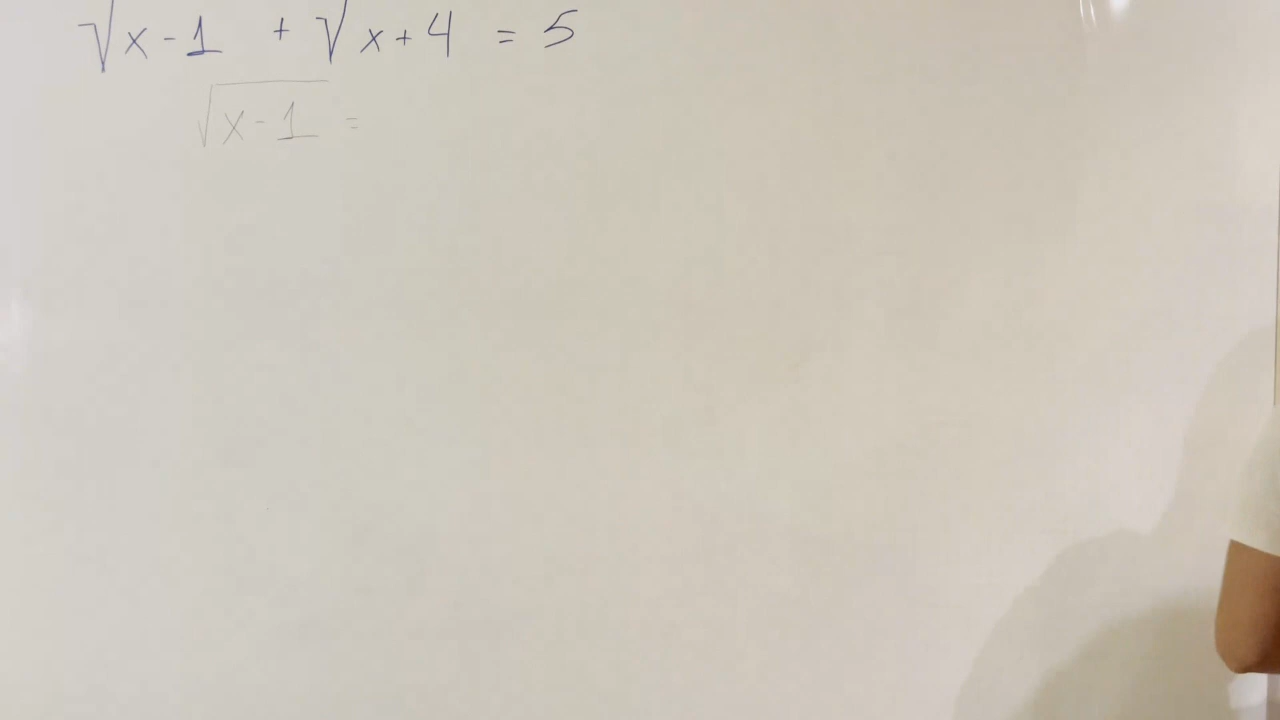 √x-1 + √x+4 = 5
√x-1 =